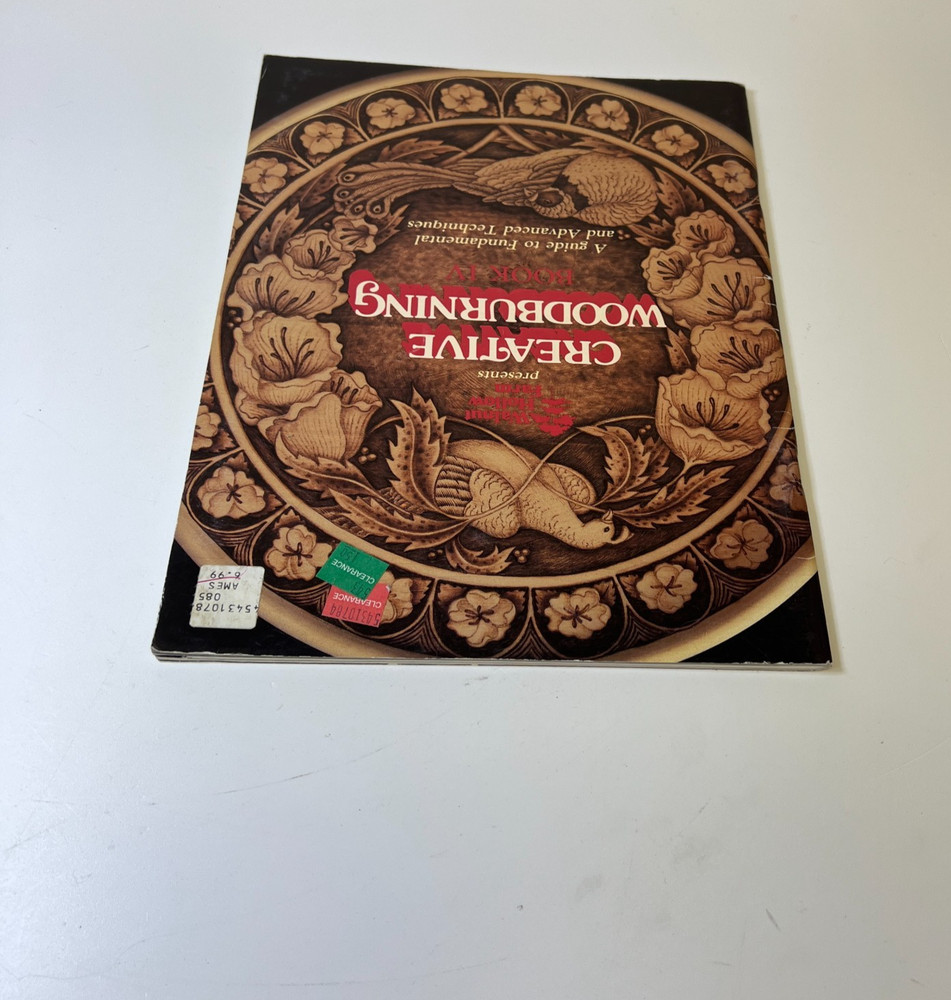 Walnut
Hollow
Farm
presents
CREATIVE
WOODBURNING
BOOK IV
A guide to Fundamental
and Advanced Techniques
CLEARANCE
CLEARANCE
085
AMES
6.99